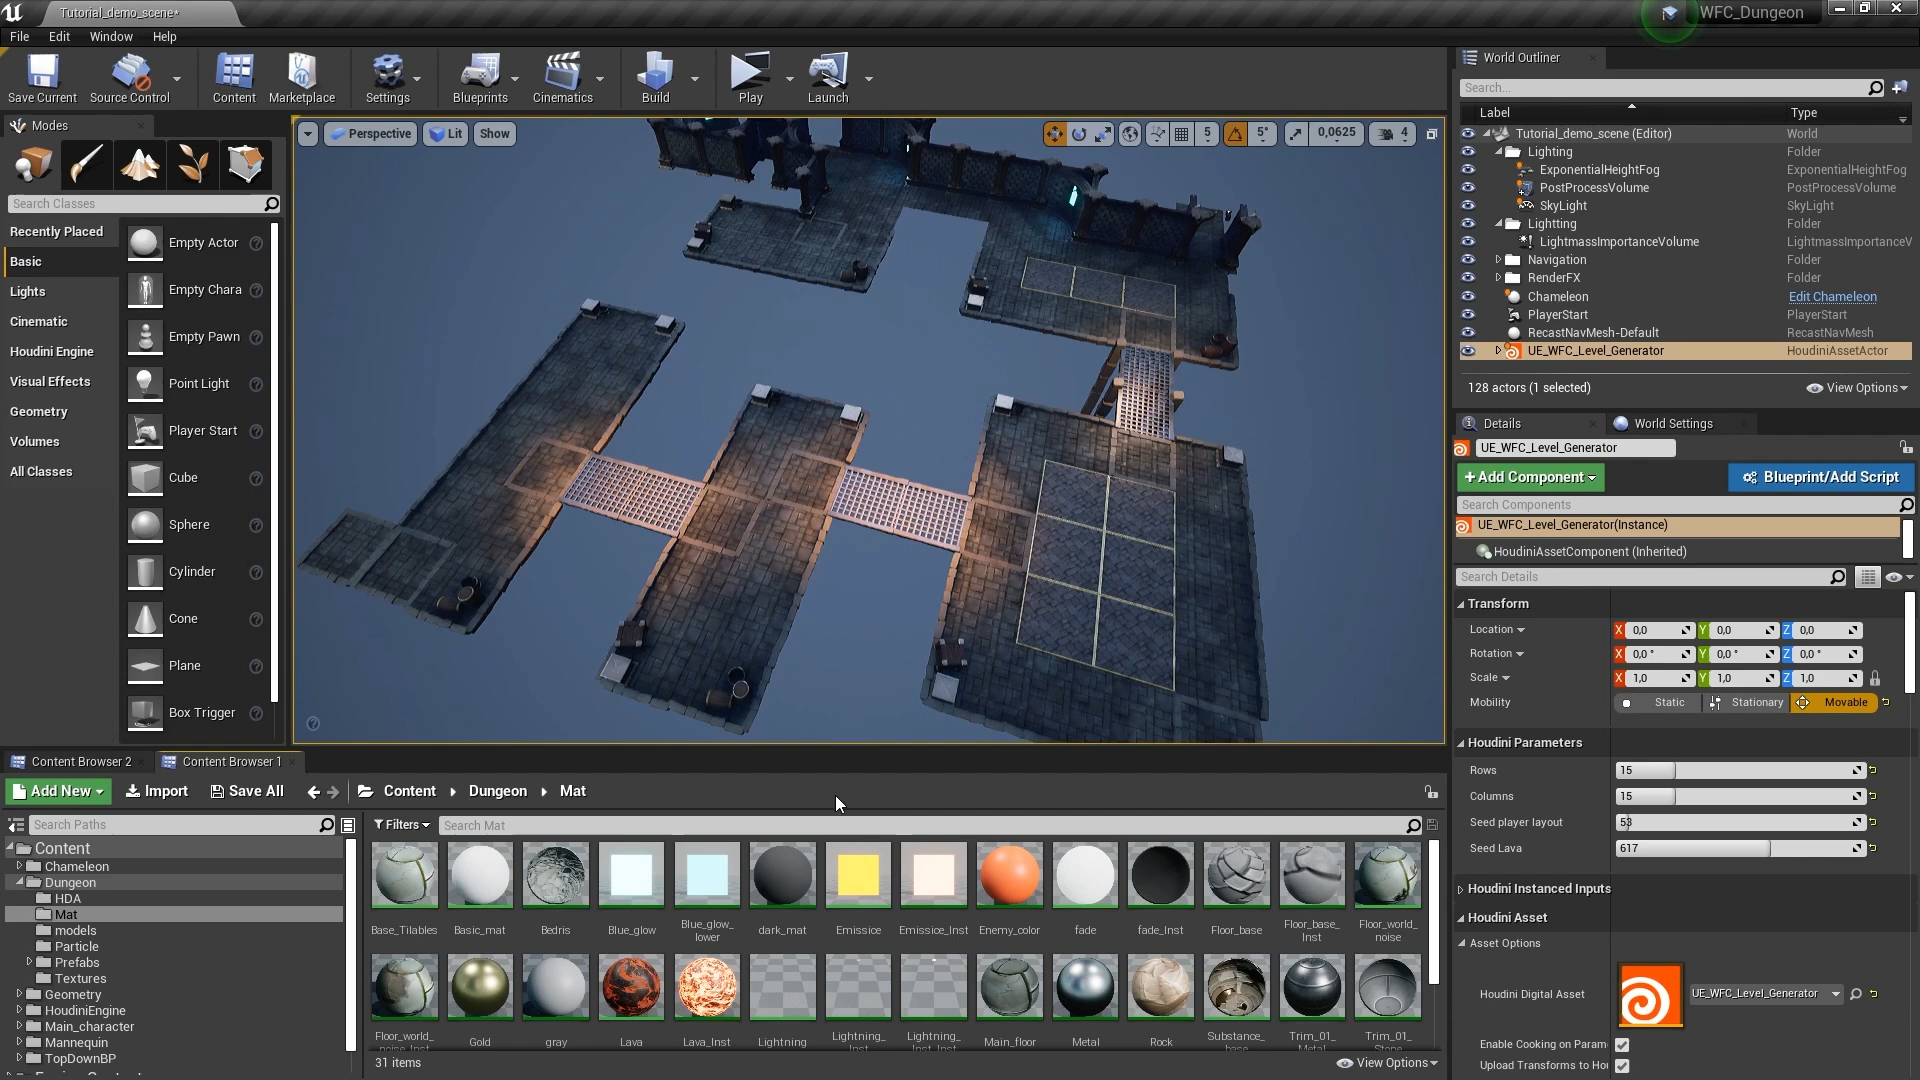 Tutorial_demo_scene*
WFC_Dungeon
File Edit Window Help
Save Current
Source Control
Content
Marketplace
Settings
Blueprints
Cinematics
Build
Play
Launch
Modes
Search Classes
Recently Placed
Basic
Lights
Cinematic
Houdini Engine
Visual Effects
Geometry
Volumes
All Classes
Empty Actor
Empty Chara
Empty Pawn
Point Light
Player Start
Cube
Sphere
Cylinder
Cone
Plane
Box Trigger
Perspective
Lit
Show
5
5°
0,0625
4
World Outliner
Search...
Label Type
Tutorial_demo_scene (Editor) World
Lighting Folder
ExponentialHeightFog ExponentialHeightFog
PostProcessVolume PostProcessVolume
SkyLight SkyLight
Lightting Folder
LightmassImportanceVolume LightmassImportanceV
Navigation Folder
RenderFX Folder
Chameleon Edit Chameleon
PlayerStart PlayerStart
RecastNavMesh-Default RecastNavMesh
UE_WFC_Level_Generator HoudiniAssetActor
128 actors (1 selected) View Options
Details World Settings
UE_WFC_Level_Generator
+Add Component Blueprint/Add Script
Search Components
UE_WFC_Level_Generator(Instance)
HoudiniAssetComponent (Inherited)
Search Details
Transform
Location X 0,0 Y 0,0 Z 0,0
Rotation X 0,0 ° Y 0,0 ° Z 0,0 °
Scale X 1,0 Y 1,0 Z 1,0
Mobility Static Stationary Movable
Houdini Parameters
Rows 15
Columns 15
Seed player layout 53
Seed Lava 617
Houdini Instanced Inputs
Houdini Asset
Asset Options
Houdini Digital Asset UE_WFC_Level_Generator
Enable Cooking on Param
Upload Transforms to Hou
Content Browser 2 Content Browser 1
Add New Import Save All Content Dungeon Mat
Search Paths
Content
Chameleon
Dungeon
HDA
Mat
models
Particle
Prefabs
Textures
Geometry
HoudiniEngine
Main_character
Mannequin
TopDownBP
Filters Search Mat
Base_Tilables
Basic_mat
Bedris
Blue_glow
Blue_glow_
lower
dark_mat
Emissice
Emissice_Inst
Enemy_color
fade
fade_Inst
Floor_base
Floor_base_
Inst
Floor_world_
noise
Floor_world_
noise_Inst
Gold
gray
Lava
Lava_Inst
Lightning
Lightning_
Inst
Lightning_
Inst_Inst
Main_floor
Metal
Rock
Substance_
base
Trim_01_
Metal
Trim_01_
Stone
31 items View Options